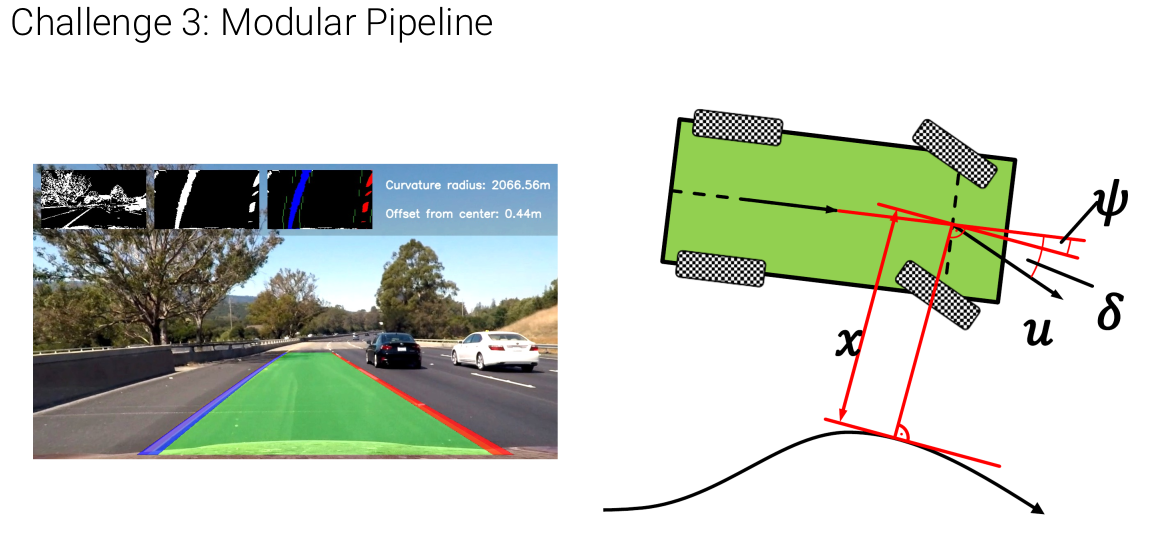 Challenge 3: Modular Pipeline
Curvature radius: 2066.56m
Offset from center: 0.44m
ψ
δ
u
x